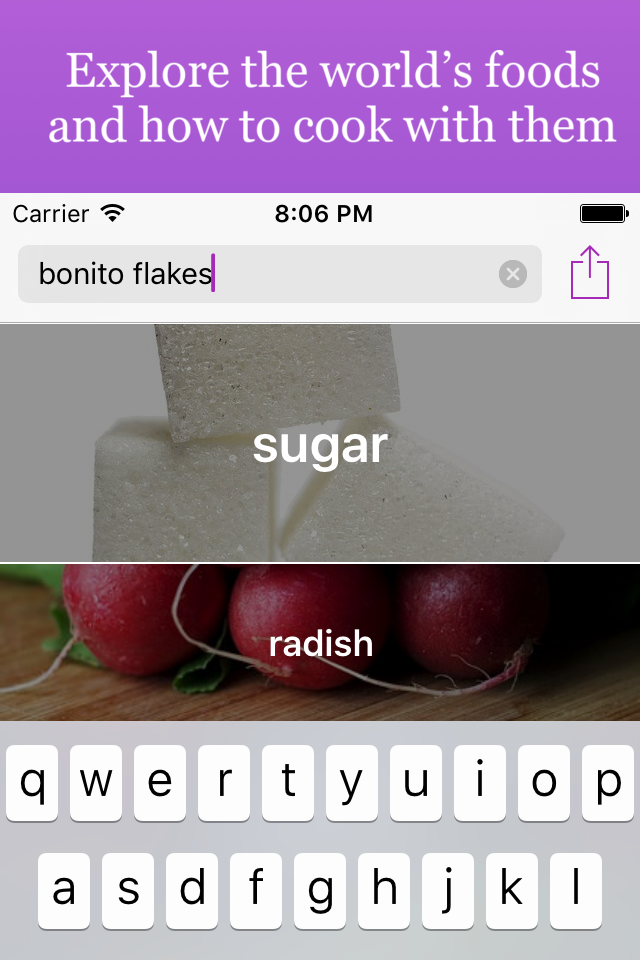 Explore the world’s foods
and how to cook with them
Carrier 8:06 PM
bonito flakes
sugar
radish
q w e r t y u i o p
a s d f g h j k l